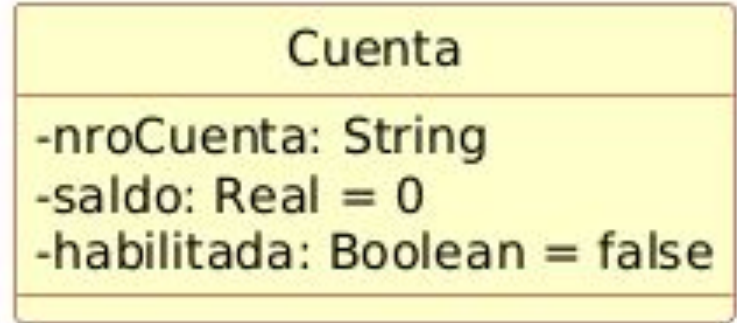 Cuenta
-nroCuenta: String
-saldo: Real = 0
-habilitada: Boolean = false